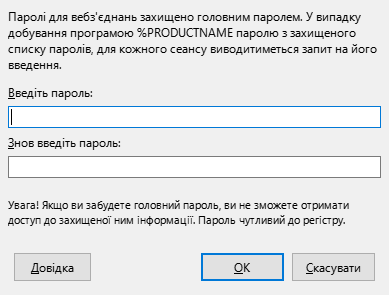 Паролі для вебз'єднань захищено головним паролем. У випадку
добування програмою %PRODUCTNAME паролю з захищеного
списку паролів, для кожного сеансу виводитиметься запит на його
введення.
Введіть пароль:
Знов введіть пароль:
Увага! Якщо ви забудете головний пароль, ви не зможете отримати
доступ до захищеної ним інформації. Пароль чутливий до регістру.
Довідка
OK
Скасувати